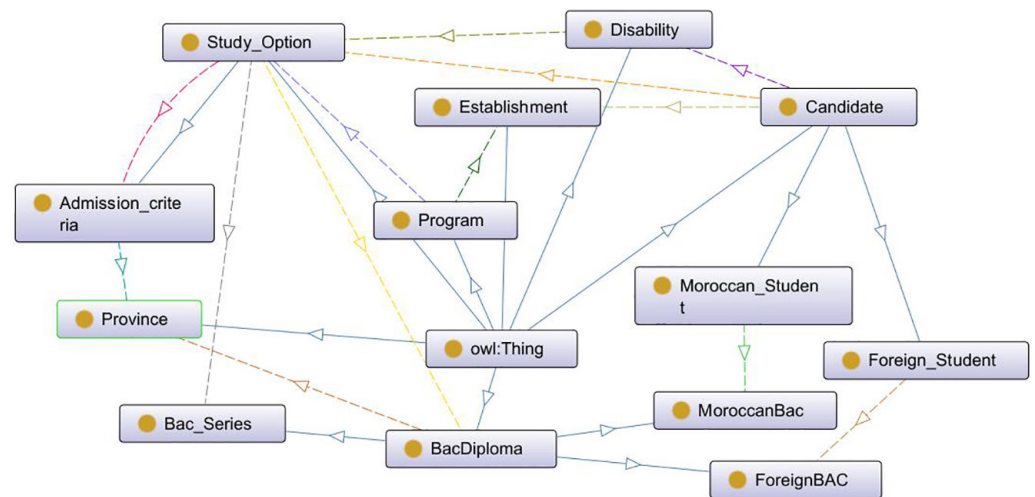 Study_Option
Disability
Establishment
Candidate
Admission_crite
ria
Program
Moroccan_Studen
t
Province
owl:Thing
Foreign_Student
Bac_Series
MoroccanBac
BacDiploma
ForeignBAC